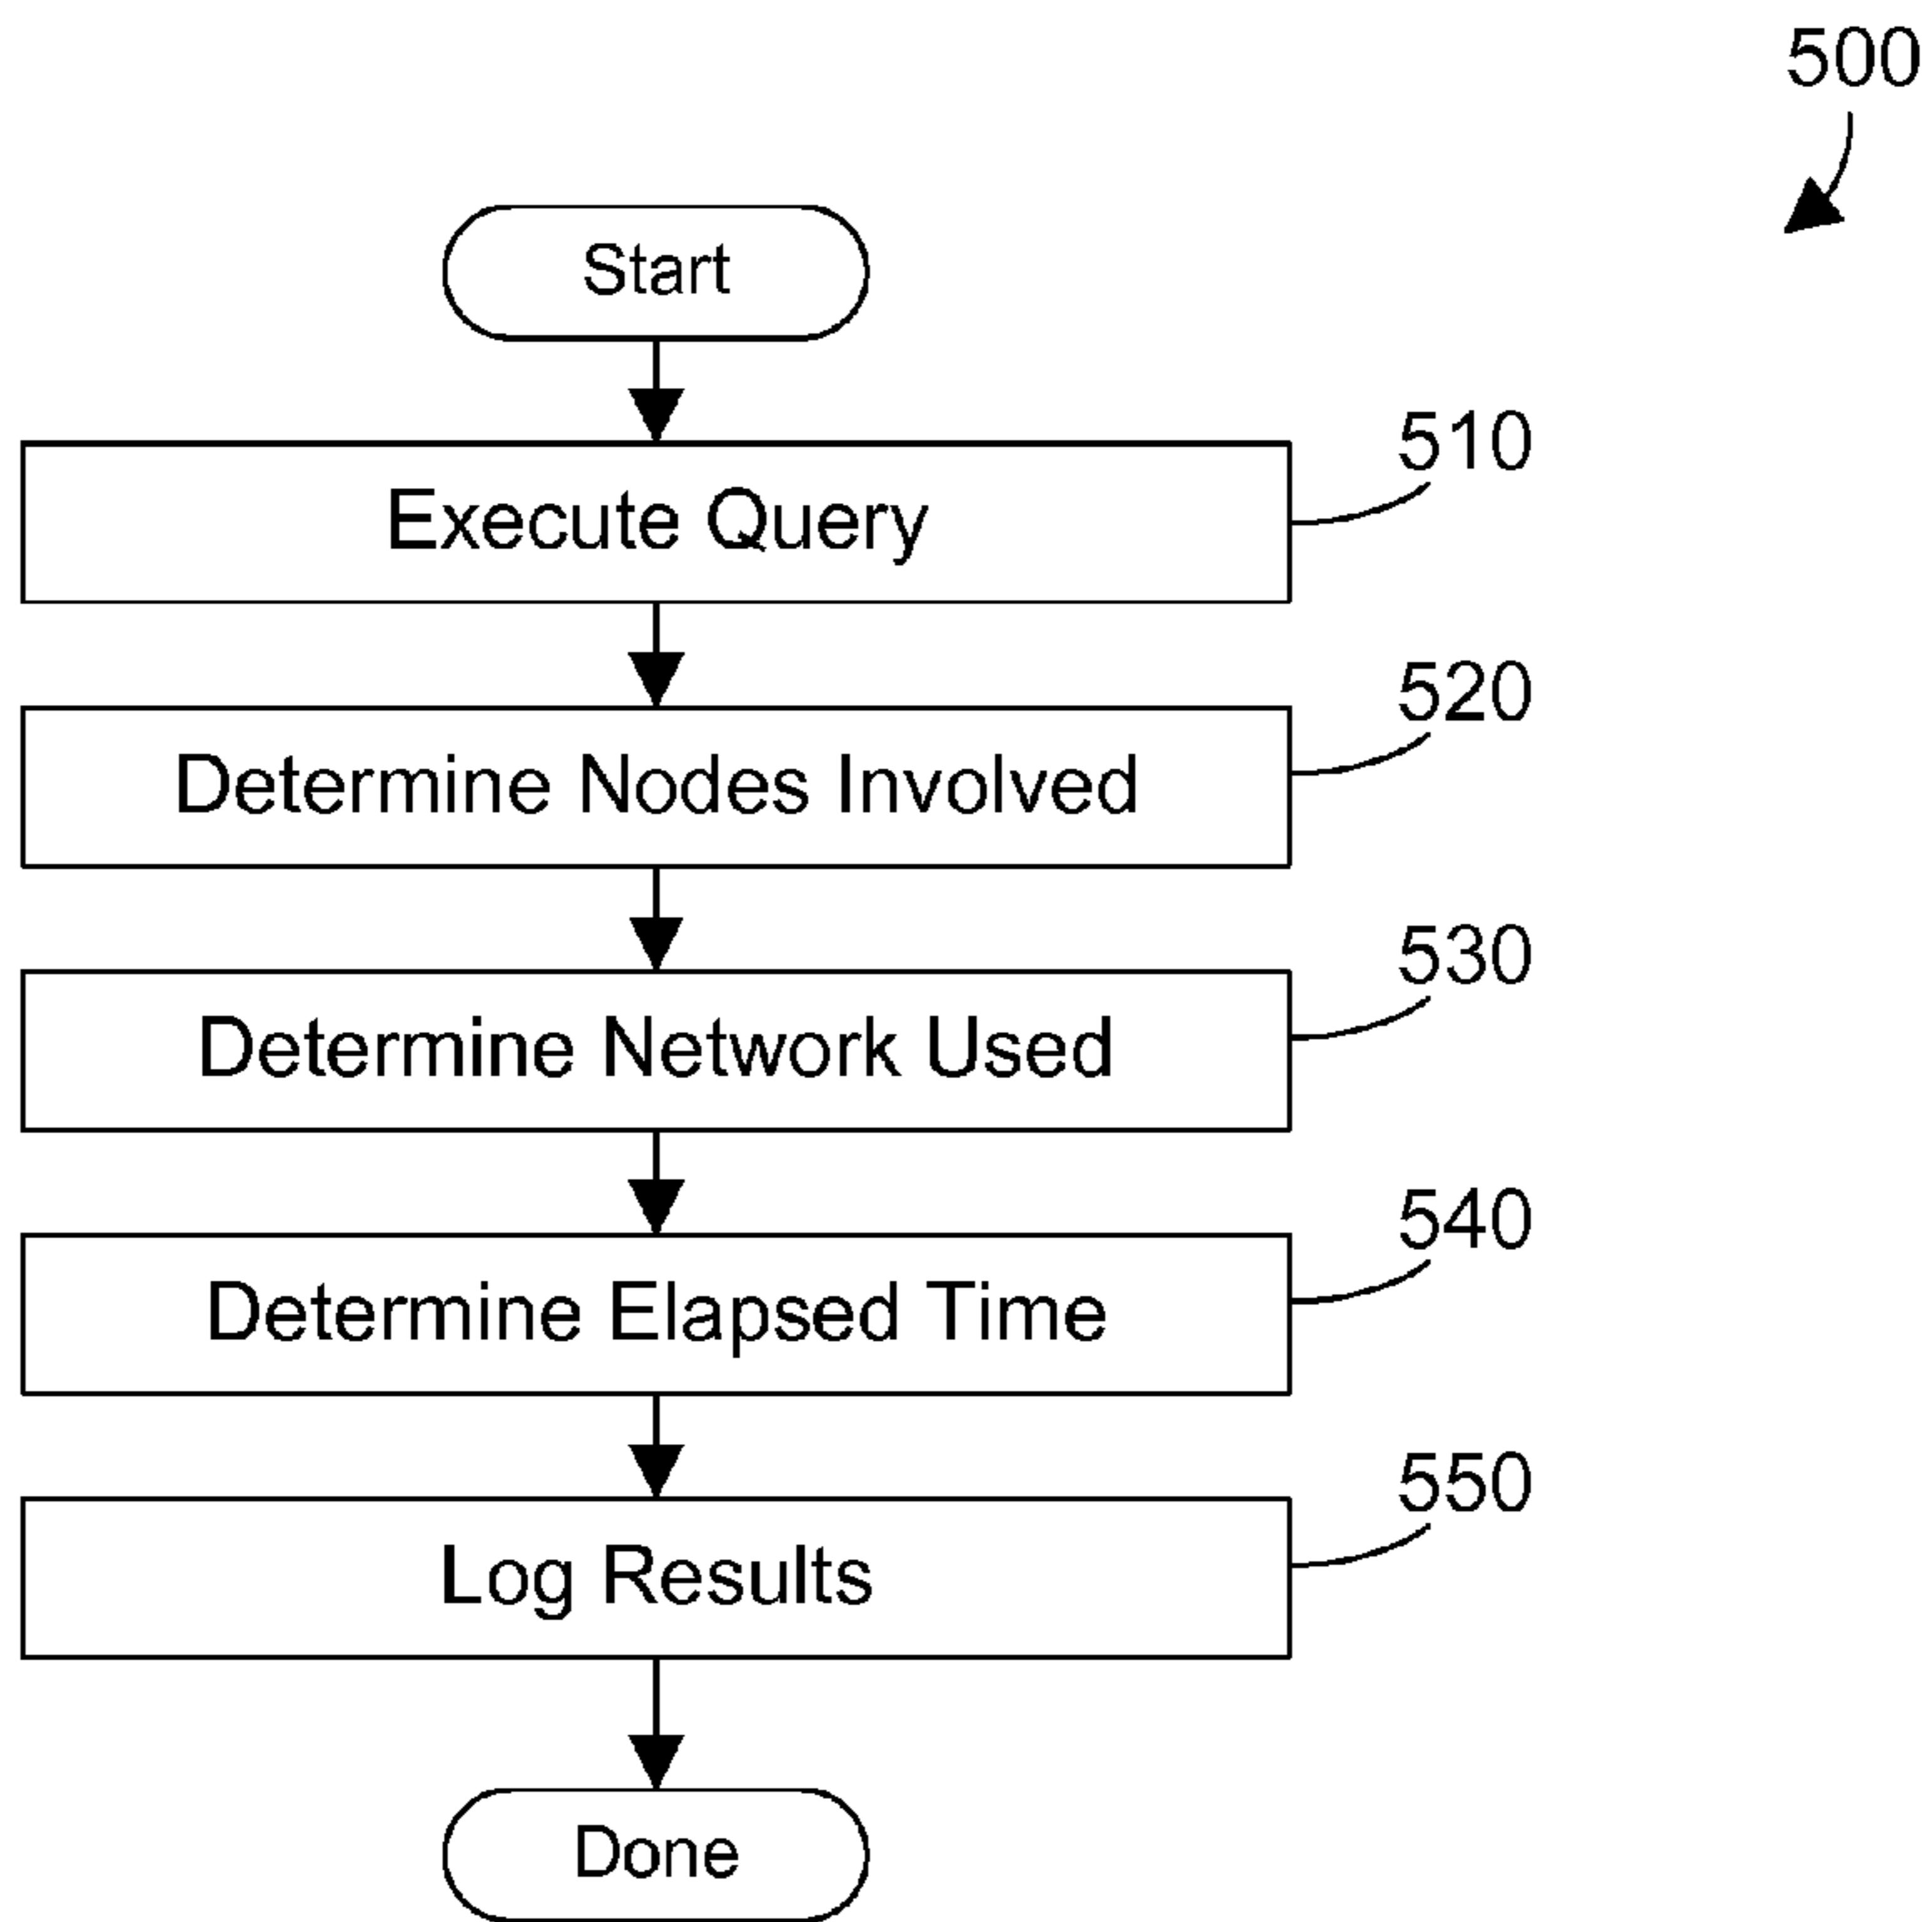 500
Start
510
Execute Query
520
Determine Nodes Involved
530
Determine Network Used
540
Determine Elapsed Time
550
Log Results
Done